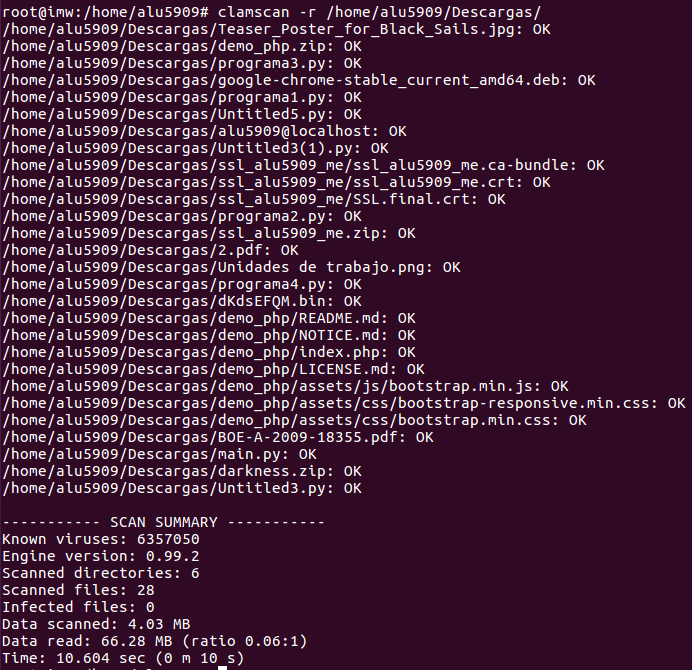 root@imw:/home/alu5909# clamscan -r /home/alu5909/Descargas/
/home/alu5909/Descargas/Teaser_Poster_for_Black_Sails.jpg: OK
/home/alu5909/Descargas/demo_php.zip: OK
/home/alu5909/Descargas/programa3.py: OK
/home/alu5909/Descargas/google-chrome-stable_current_amd64.deb: OK
/home/alu5909/Descargas/programa1.py: OK
/home/alu5909/Descargas/Untitled5.py: OK
/home/alu5909/Descargas/alu5909@localhost: OK
/home/alu5909/Descargas/Untitled3(1).py: OK
/home/alu5909/Descargas/ssl_alu5909_me/ssl_alu5909_me.ca-bundle: OK
/home/alu5909/Descargas/ssl_alu5909_me/ssl_alu5909_me.crt: OK
/home/alu5909/Descargas/ssl_alu5909_me/SSL.final.crt: OK
/home/alu5909/Descargas/programa2.py: OK
/home/alu5909/Descargas/ssl_alu5909_me.zip: OK
/home/alu5909/Descargas/2.pdf: OK
/home/alu5909/Descargas/Unidades de trabajo.png: OK
/home/alu5909/Descargas/programa4.py: OK
/home/alu5909/Descargas/dKdsEFQM.bin: OK
/home/alu5909/Descargas/demo_php/README.md: OK
/home/alu5909/Descargas/demo_php/NOTICE.md: OK
/home/alu5909/Descargas/demo_php/index.php: OK
/home/alu5909/Descargas/demo_php/LICENSE.md: OK
/home/alu5909/Descargas/demo_php/assets/js/bootstrap.min.js: OK
/home/alu5909/Descargas/demo_php/assets/css/bootstrap-responsive.min.css: OK
/home/alu5909/Descargas/demo_php/assets/css/bootstrap.min.css: OK
/home/alu5909/Descargas/BOE-A-2009-18355.pdf: OK
/home/alu5909/Descargas/main.py: OK
/home/alu5909/Descargas/darkness.zip: OK
/home/alu5909/Descargas/Untitled3.py: OK
----------- SCAN SUMMARY -----------
Known viruses: 6357050
Engine version: 0.99.2
Scanned directories: 6
Scanned files: 28
Infected files: 0
Data scanned: 4.03 MB
Data read: 66.28 MB (ratio 0.06:1)
Time: 10.604 sec (0 m 10 s)